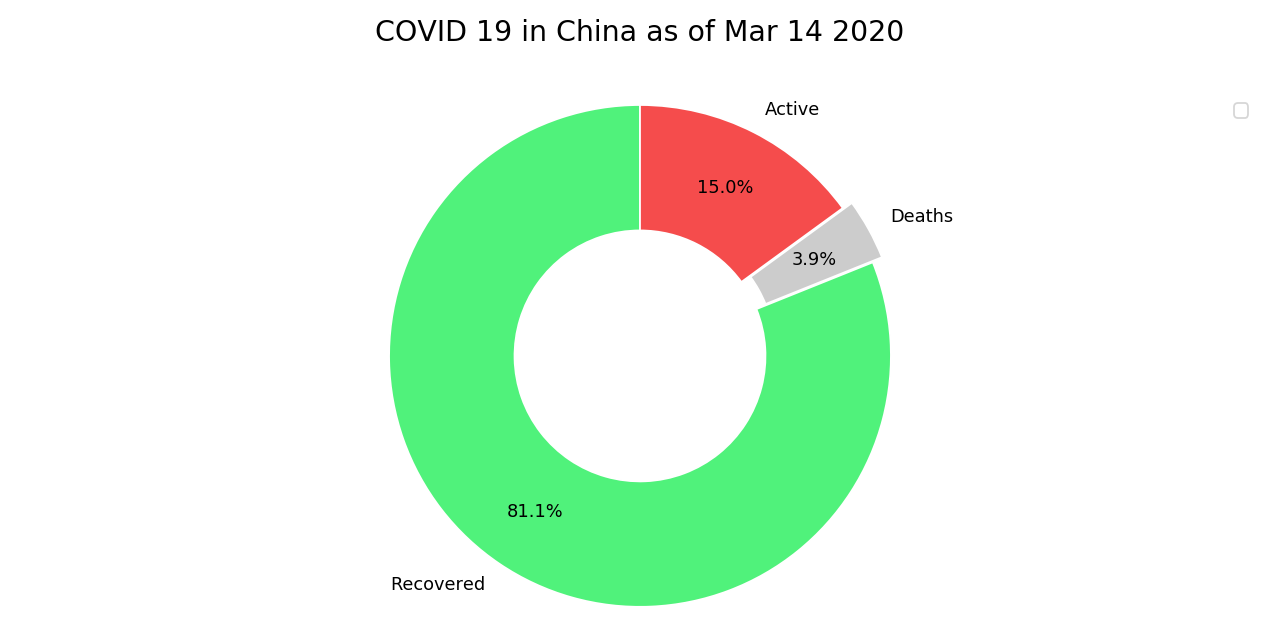 COVID 19 in China as of Mar 14 2020
Active
15.0%
Deaths
3.9%
81.1%
Recovered